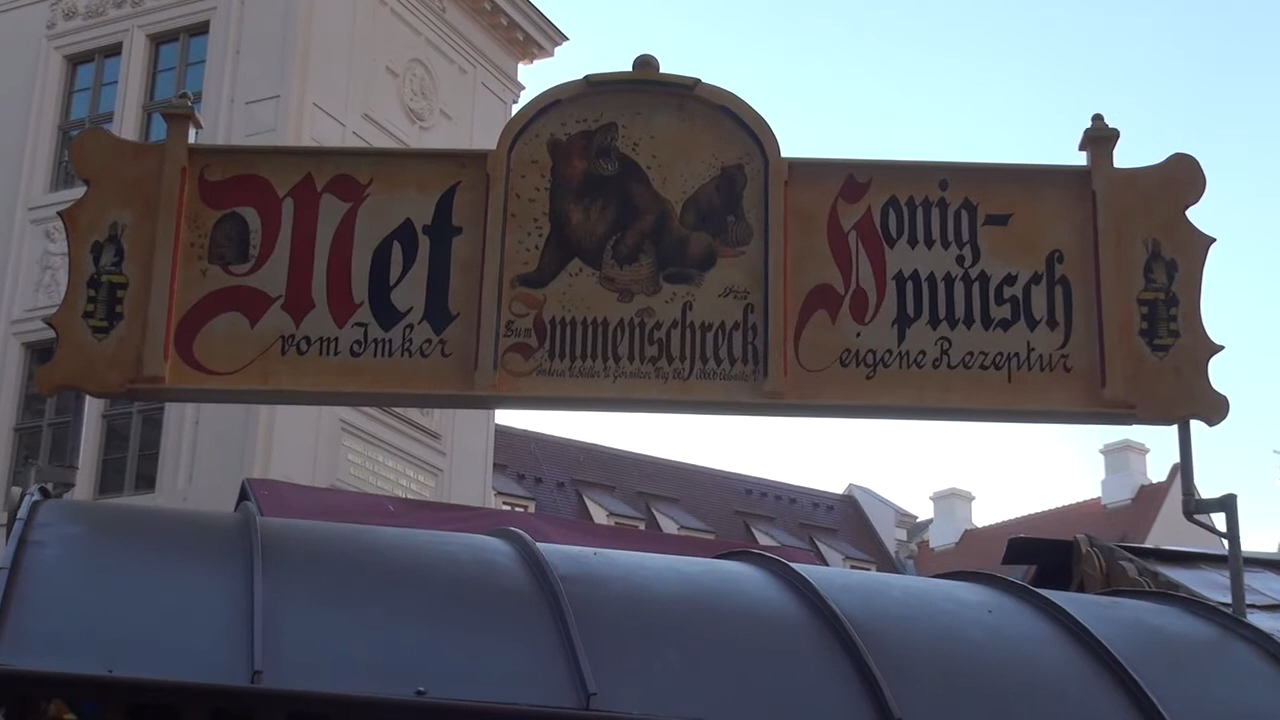 Met
vom Imker
Zum
Immenschreck
Honig-
punsch
eigene Rezeptur